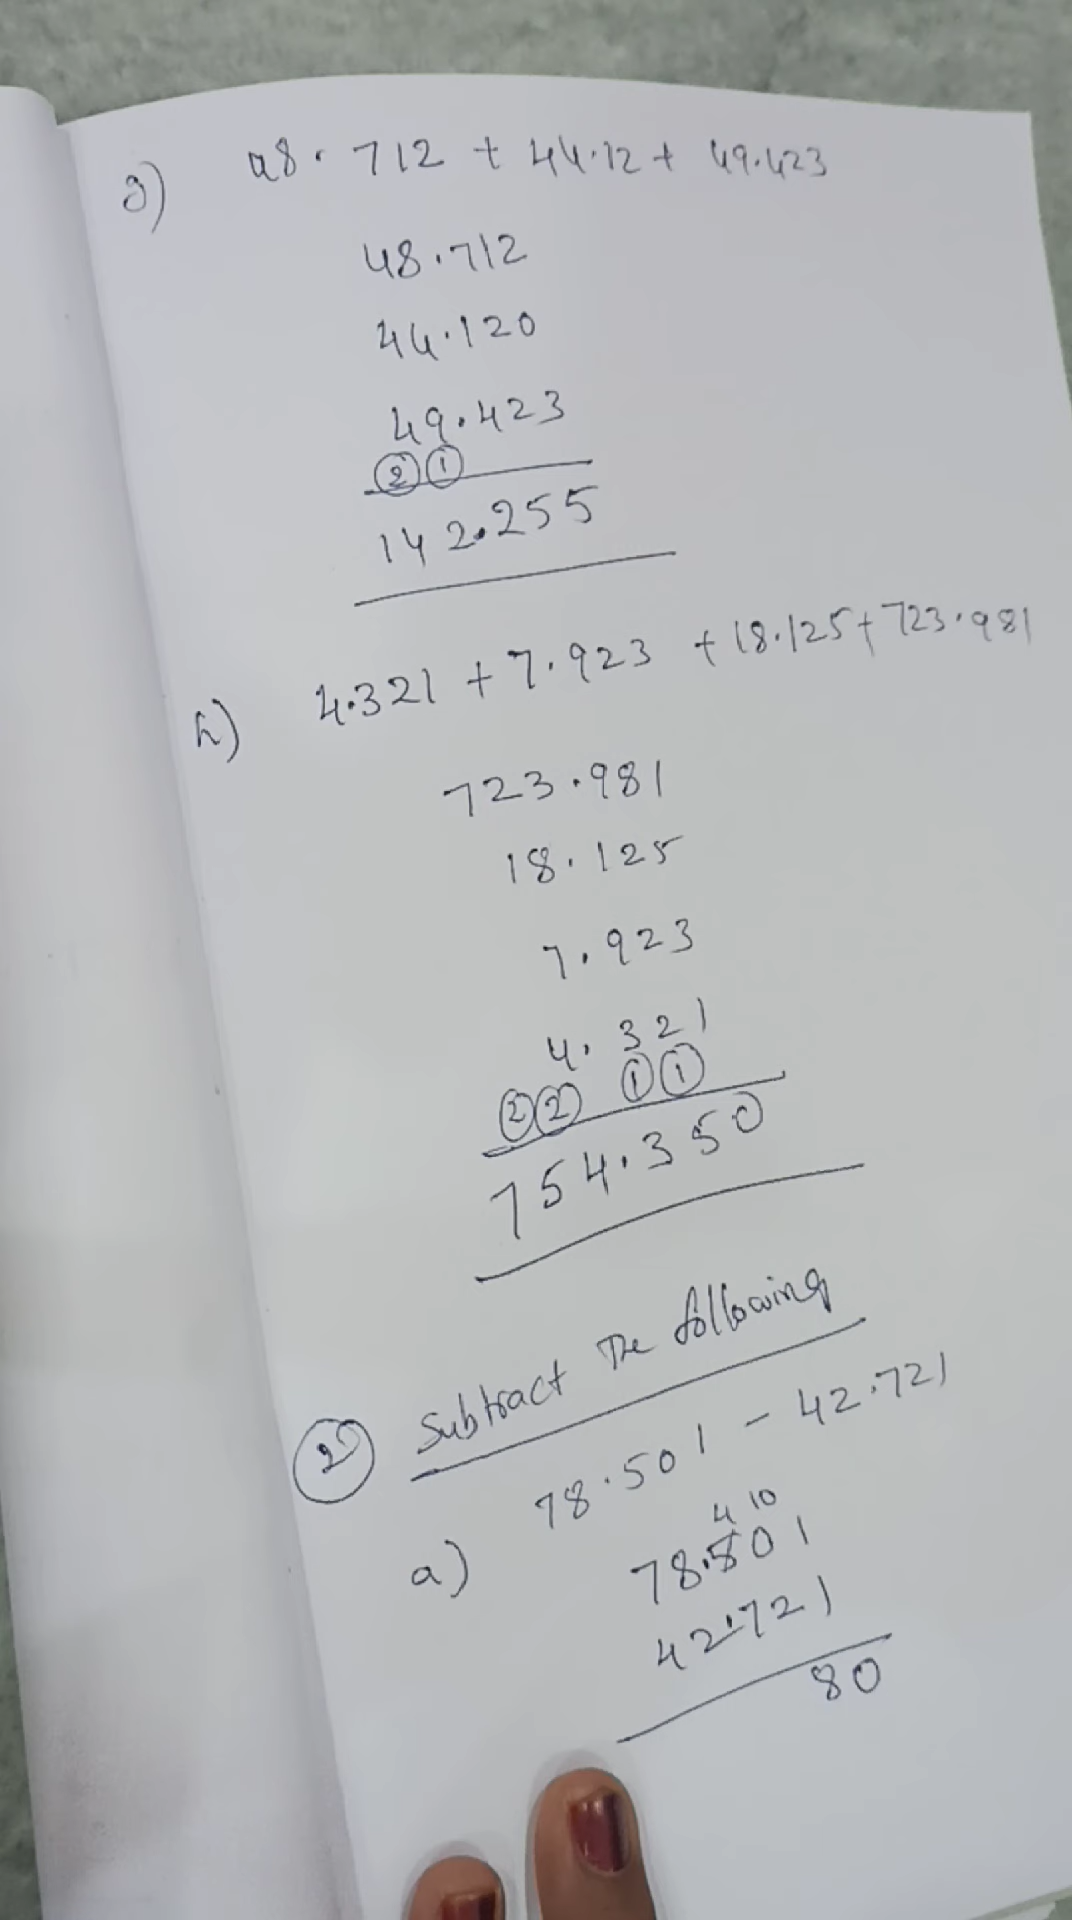 g) 48.712 + 44.12 + 49.423
48.712
44.120
49.423
② ①
142.255
h) 4.321 + 7.923 + 18.125 + 723.981
723.981
18.125
7.923
4.321
② ② ① ①
754.350
② Subtract The following
a) 78.501 - 42.721
4 10
78.501
42.721
80